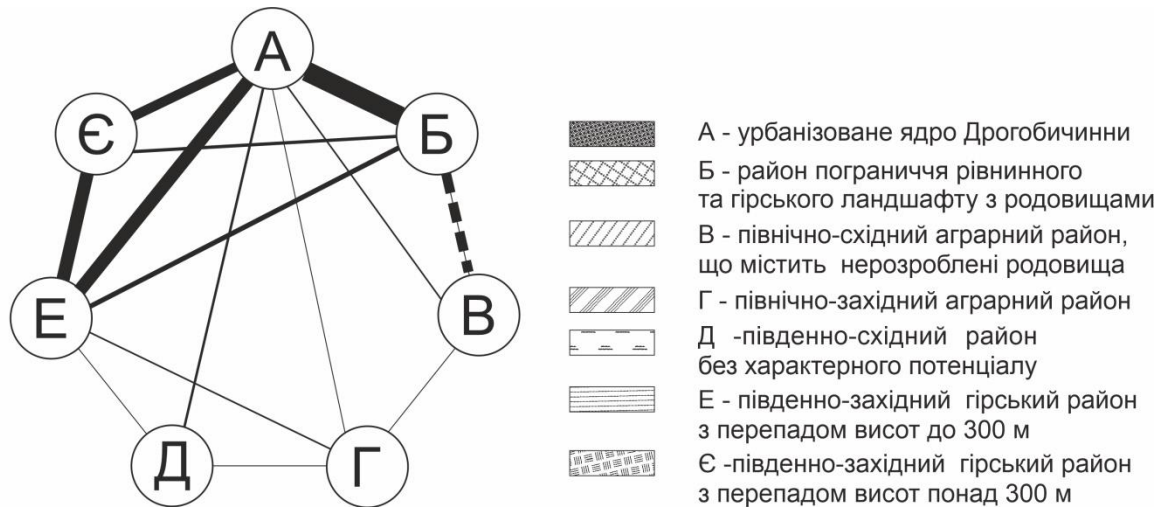 А
Є
Б
Е
В
Д
Г
А - урбанізоване ядро Дрогобичинни
Б - район пограниччя рівнинного
та гірського ландшафту з родовищами
В - північно-східний аграрний район,
що містить нерозроблені родовища
Г - північно-західний аграрний район
Д -південно-східний район
без характерного потенціалу
Е - південно-західний гірський район
з перепадом висот до 300 м
Є -південно-західний гірський район
з перепадом висот понад 300 м